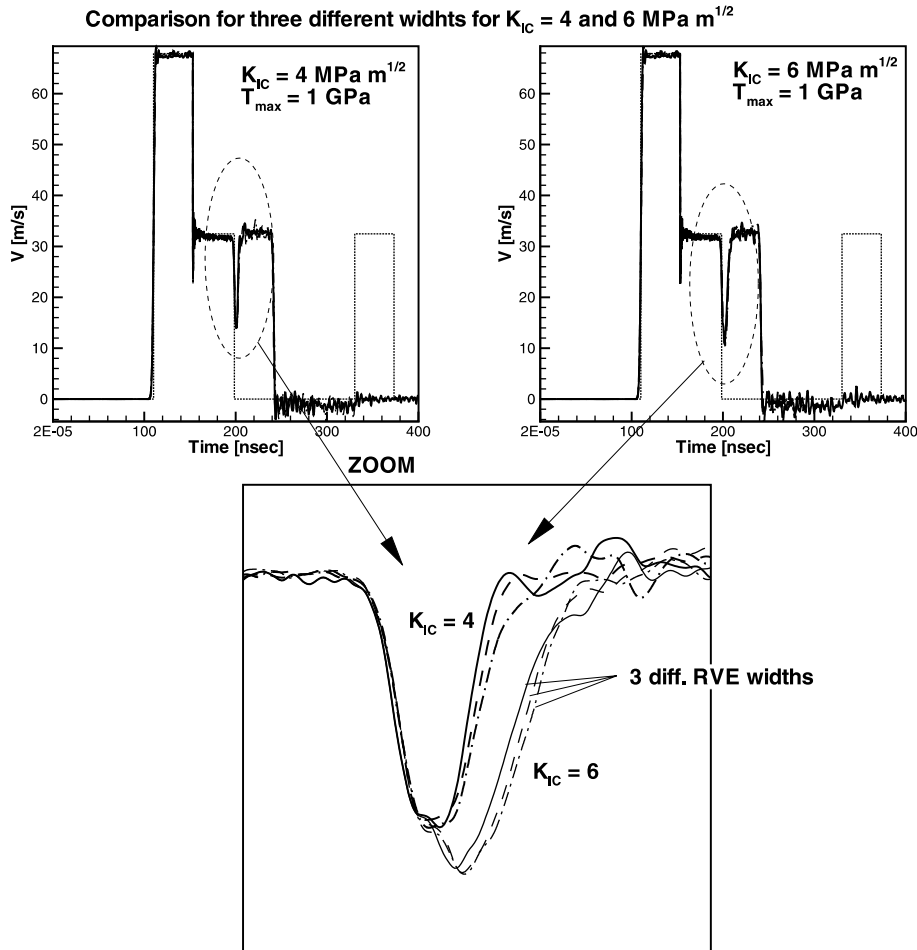 Comparison for three different widhts for K_IC = 4 and 6 MPa m^1/2
K_IC = 4 MPa m^1/2
T_max = 1 GPa
V [m/s]
60
50
40
30
20
10
0
2E-05 100 200 300 400
Time [nsec]
K_IC = 6 MPa m^1/2
T_max = 1 GPa
V [m/s]
60
50
40
30
20
10
0
2E-05 100 200 300 400
Time [nsec]
ZOOM
K_IC = 4
3 diff. RVE widths
K_IC = 6